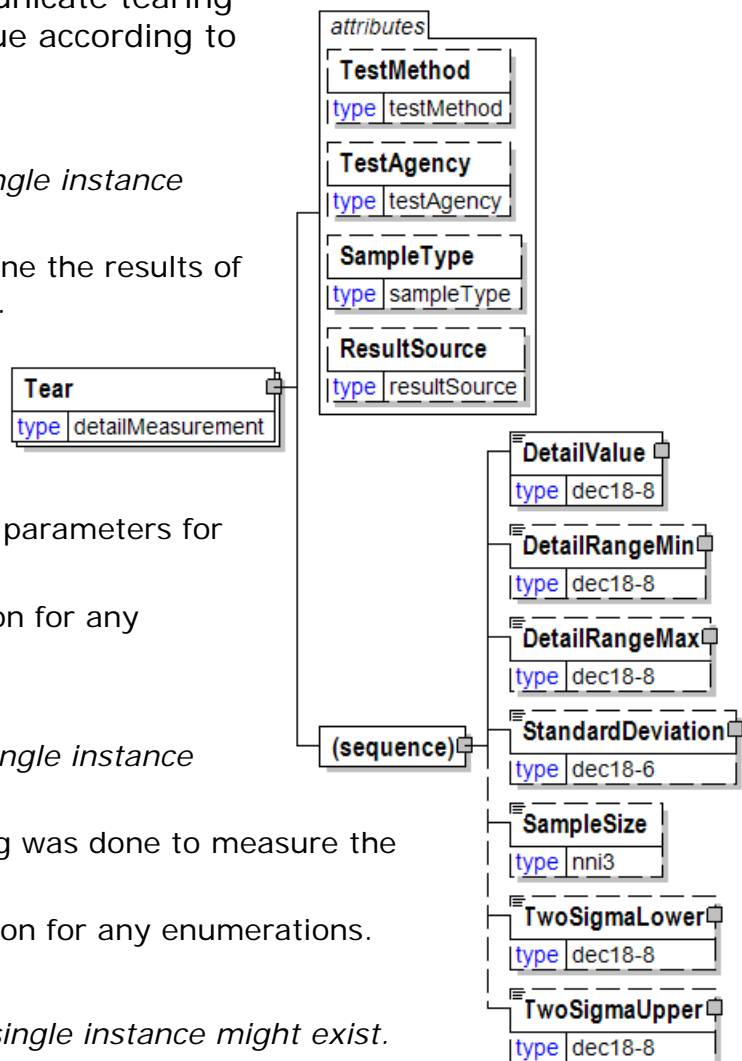 unicate tearing
ue according to
ngle instance
ne the results of
.
parameters for
on for any
ngle instance
g was done to measure the
on for any enumerations.
single instance might exist.
Tear
type detailMeasurement
attributes
TestMethod
type testMethod
TestAgency
type testAgency
SampleType
type sampleType
ResultSource
type resultSource
(sequence)
DetailValue
type dec18-8
DetailRangeMin
type dec18-8
DetailRangeMax
type dec18-8
StandardDeviation
type dec18-6
SampleSize
type nni3
TwoSigmaLower
type dec18-8
TwoSigmaUpper
type dec18-8